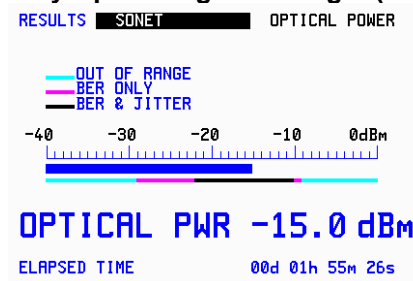 RESULTS SONET OPTICAL POWER
OUT OF RANGE
BER ONLY
BER & JITTER
-40 -30 -20 -10 0dBm
OPTICAL PWR -15.0 dBm
ELAPSED TIME 00d 01h 55m 26s